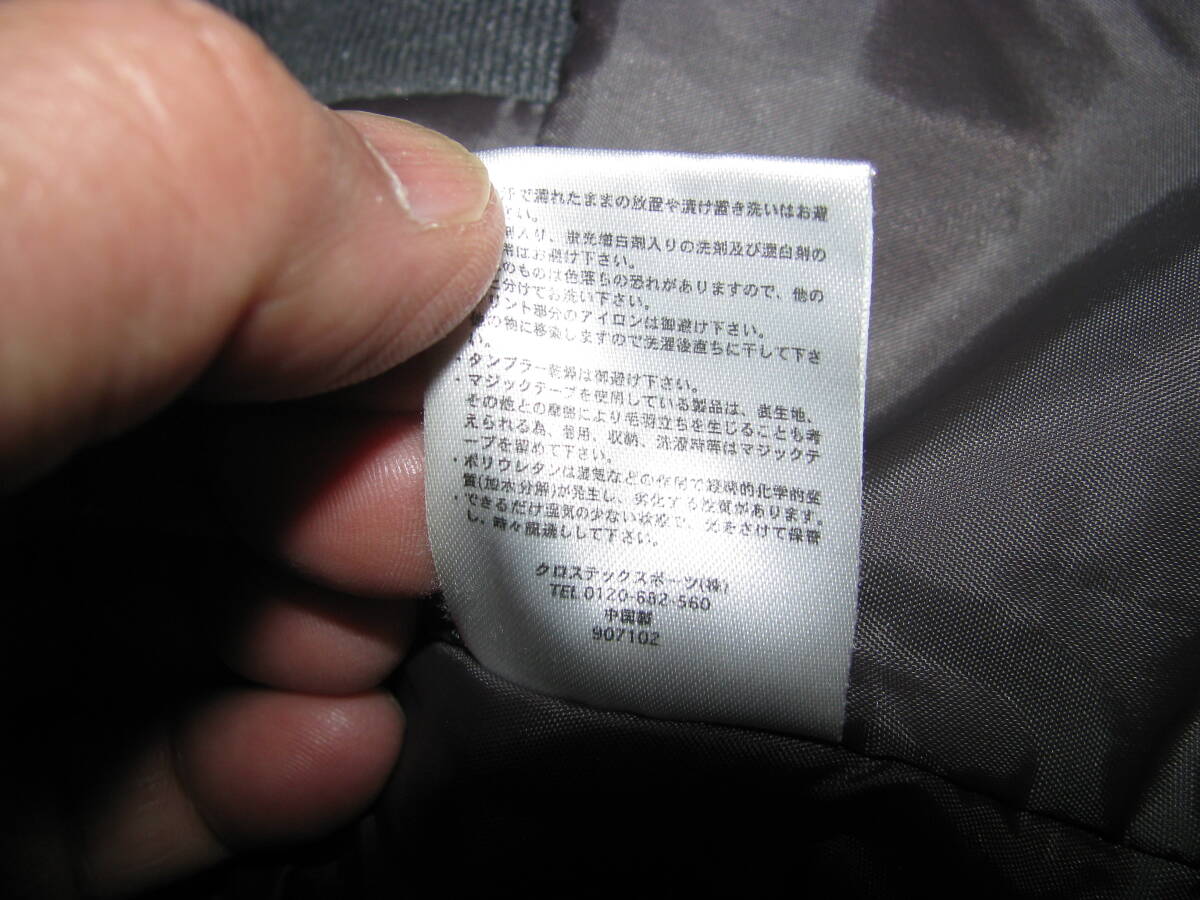 で濡れたままの放置や漬け置き洗いはお避
さい。
剤入り、蛍光増白剤入りの洗剤及び漂白剤の
用はお避け下さい。
のものは色落ちの恐れがありますので、他の
と分けてお洗い下さい。
リント部分のアイロンは御避け下さい。
の物に移染しますので洗濯後直ちに干して下さ
い。
・タンブラー乾燥は御避け下さい。
・マジックテープを使用している製品は、表生地、
その他との摩擦により毛羽立ちを生じることも考
えられる為、着用、収納、洗濯時等はマジックテ
ープを留めて下さい。
・ポリウレタンは湿気などの作用で経時的化学的変
質(加水分解)が発生し、劣化する性質があります。
・できるだけ湿気の少ない状態で、光をさけて保管
し、時々風通しして下さい。
クロステックスポーツ(株)
TEL 0120-682-560
中国製
907102